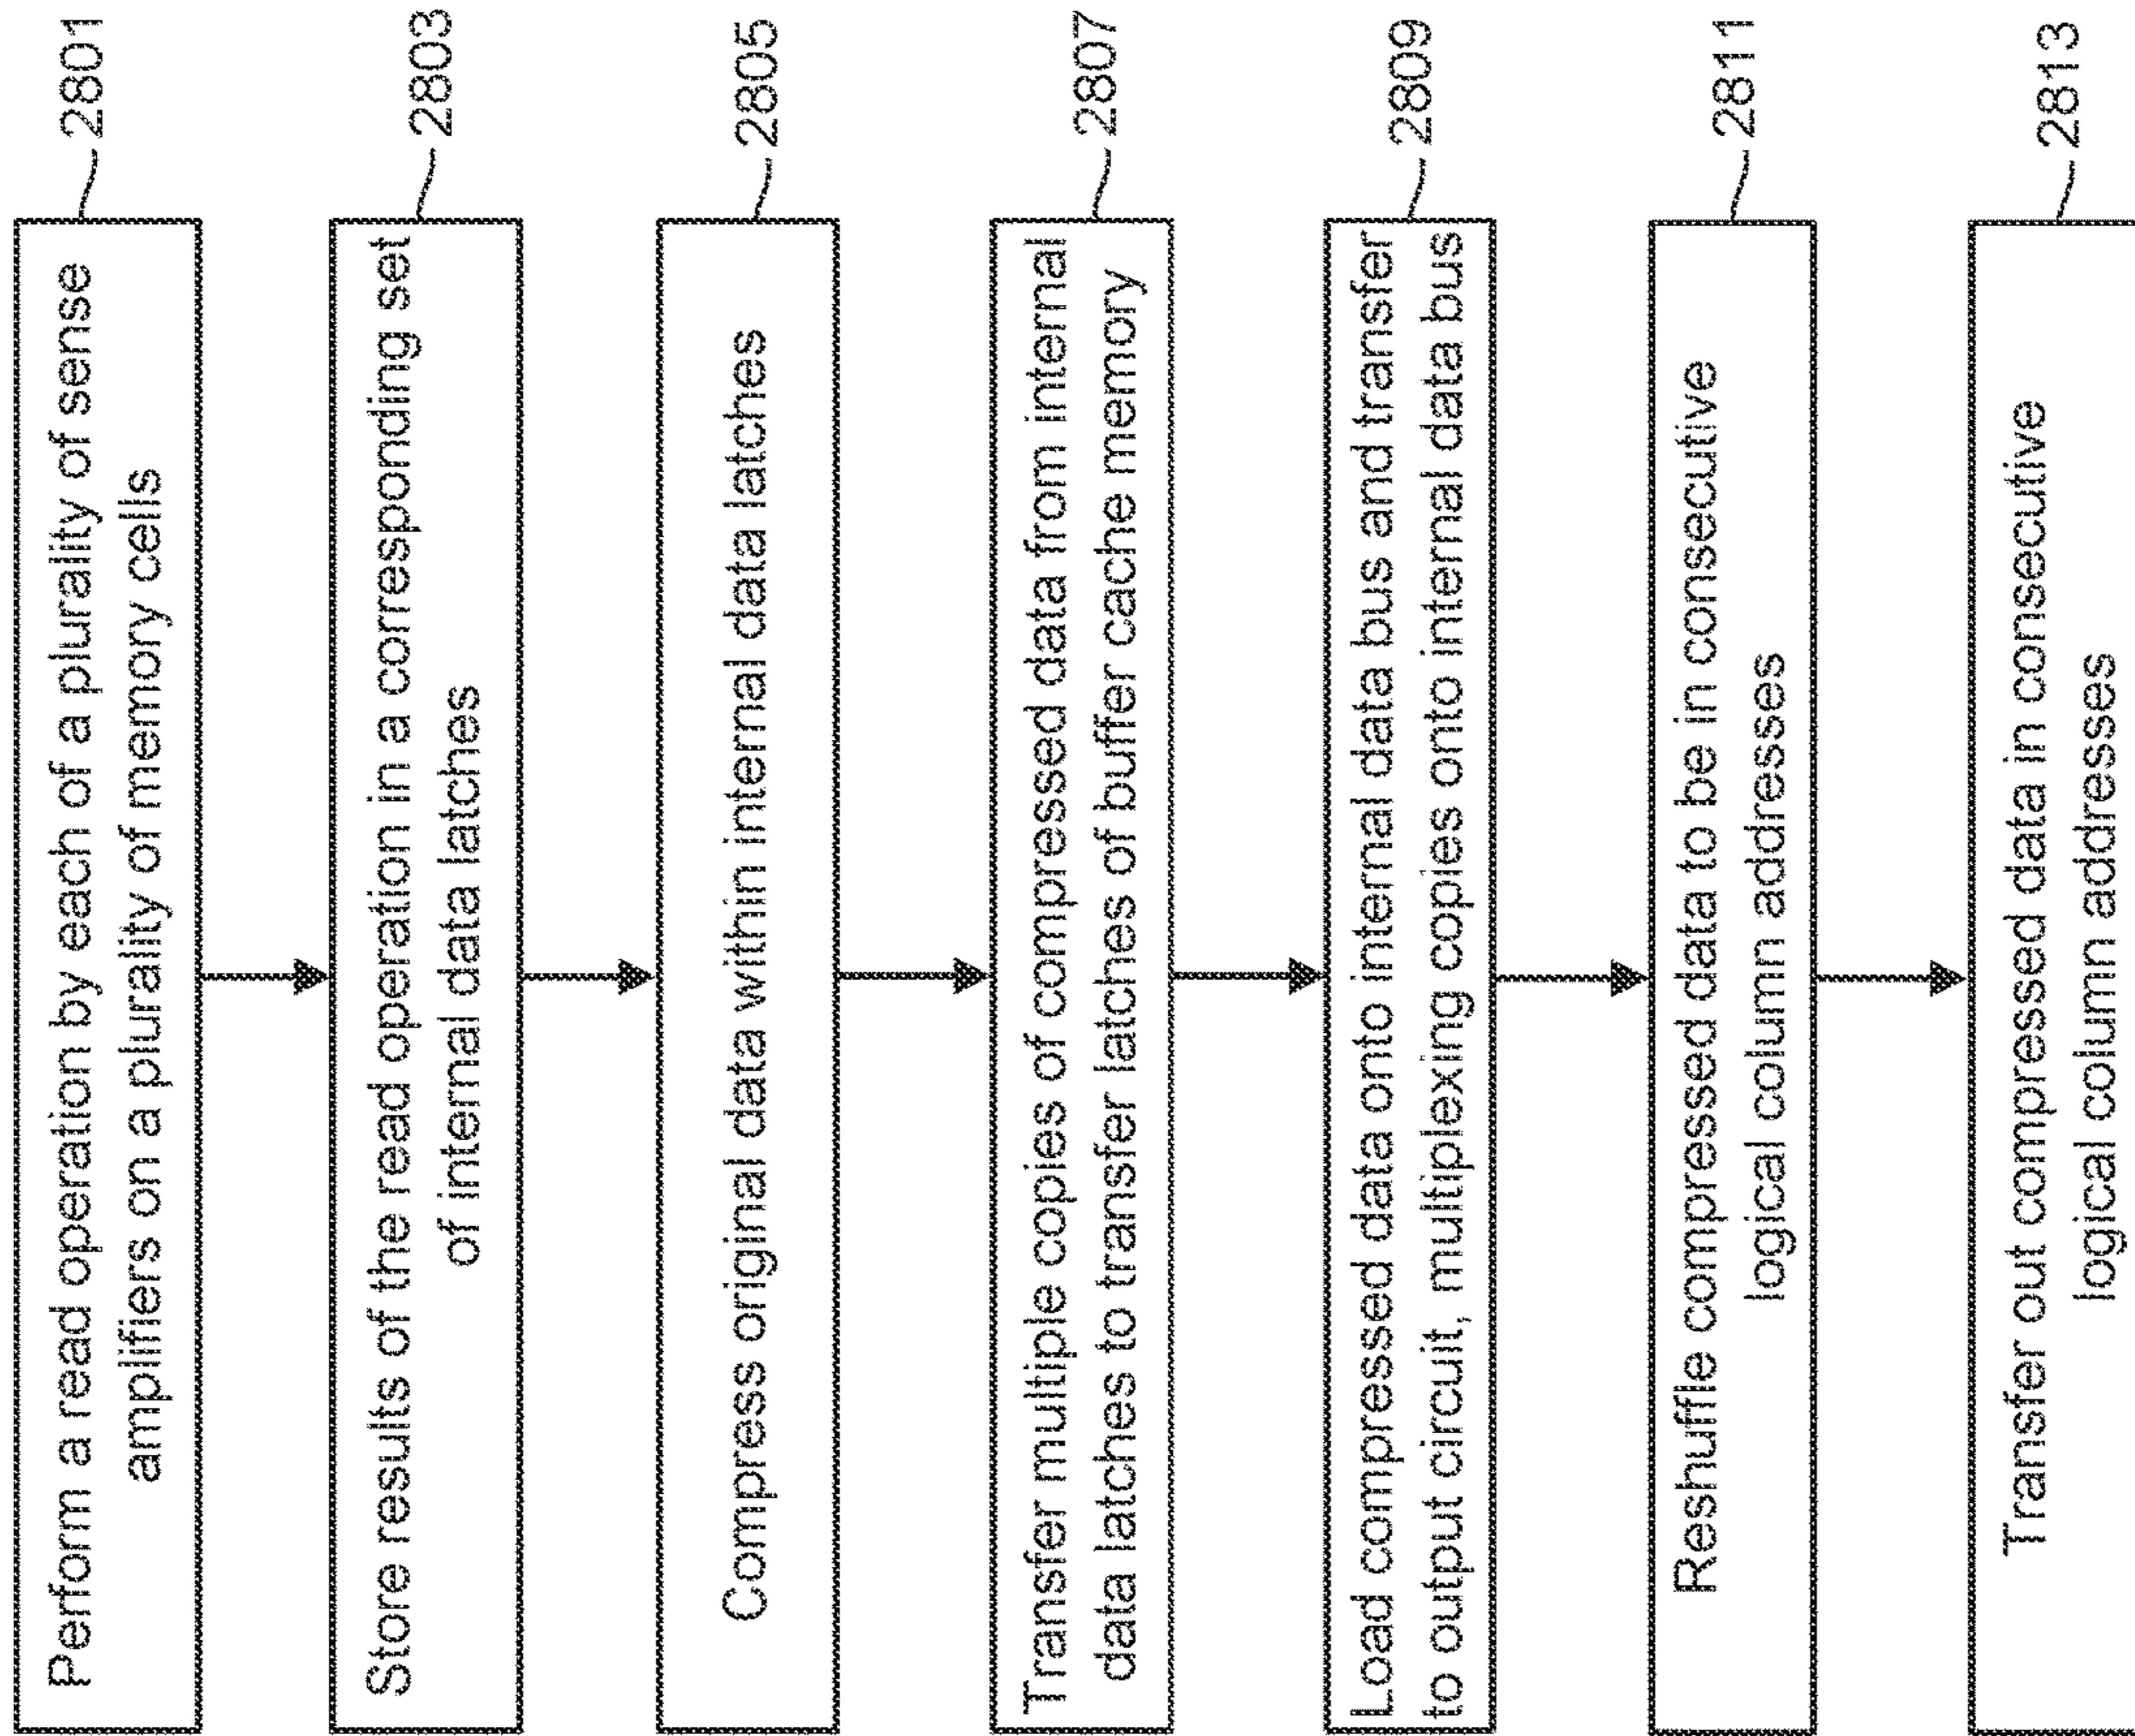 Perform a read operation by each of a plurality of sense
amplifiers on a plurality of memory cells
2801
Store results of the read operation in a corresponding set
of internal data latches
2803
Compress original data within internal data latches
2805
Transfer multiple copies of compressed data from internal
data latches to transfer latches of buffer cache memory
2807
Load compressed data onto internal data bus and transfer
to output circuit, multiplexing copies onto internal data bus
2809
Reshuffle compressed data to be in consecutive
logical column addresses
2811
Transfer out compressed data in consecutive
logical column addresses
2813